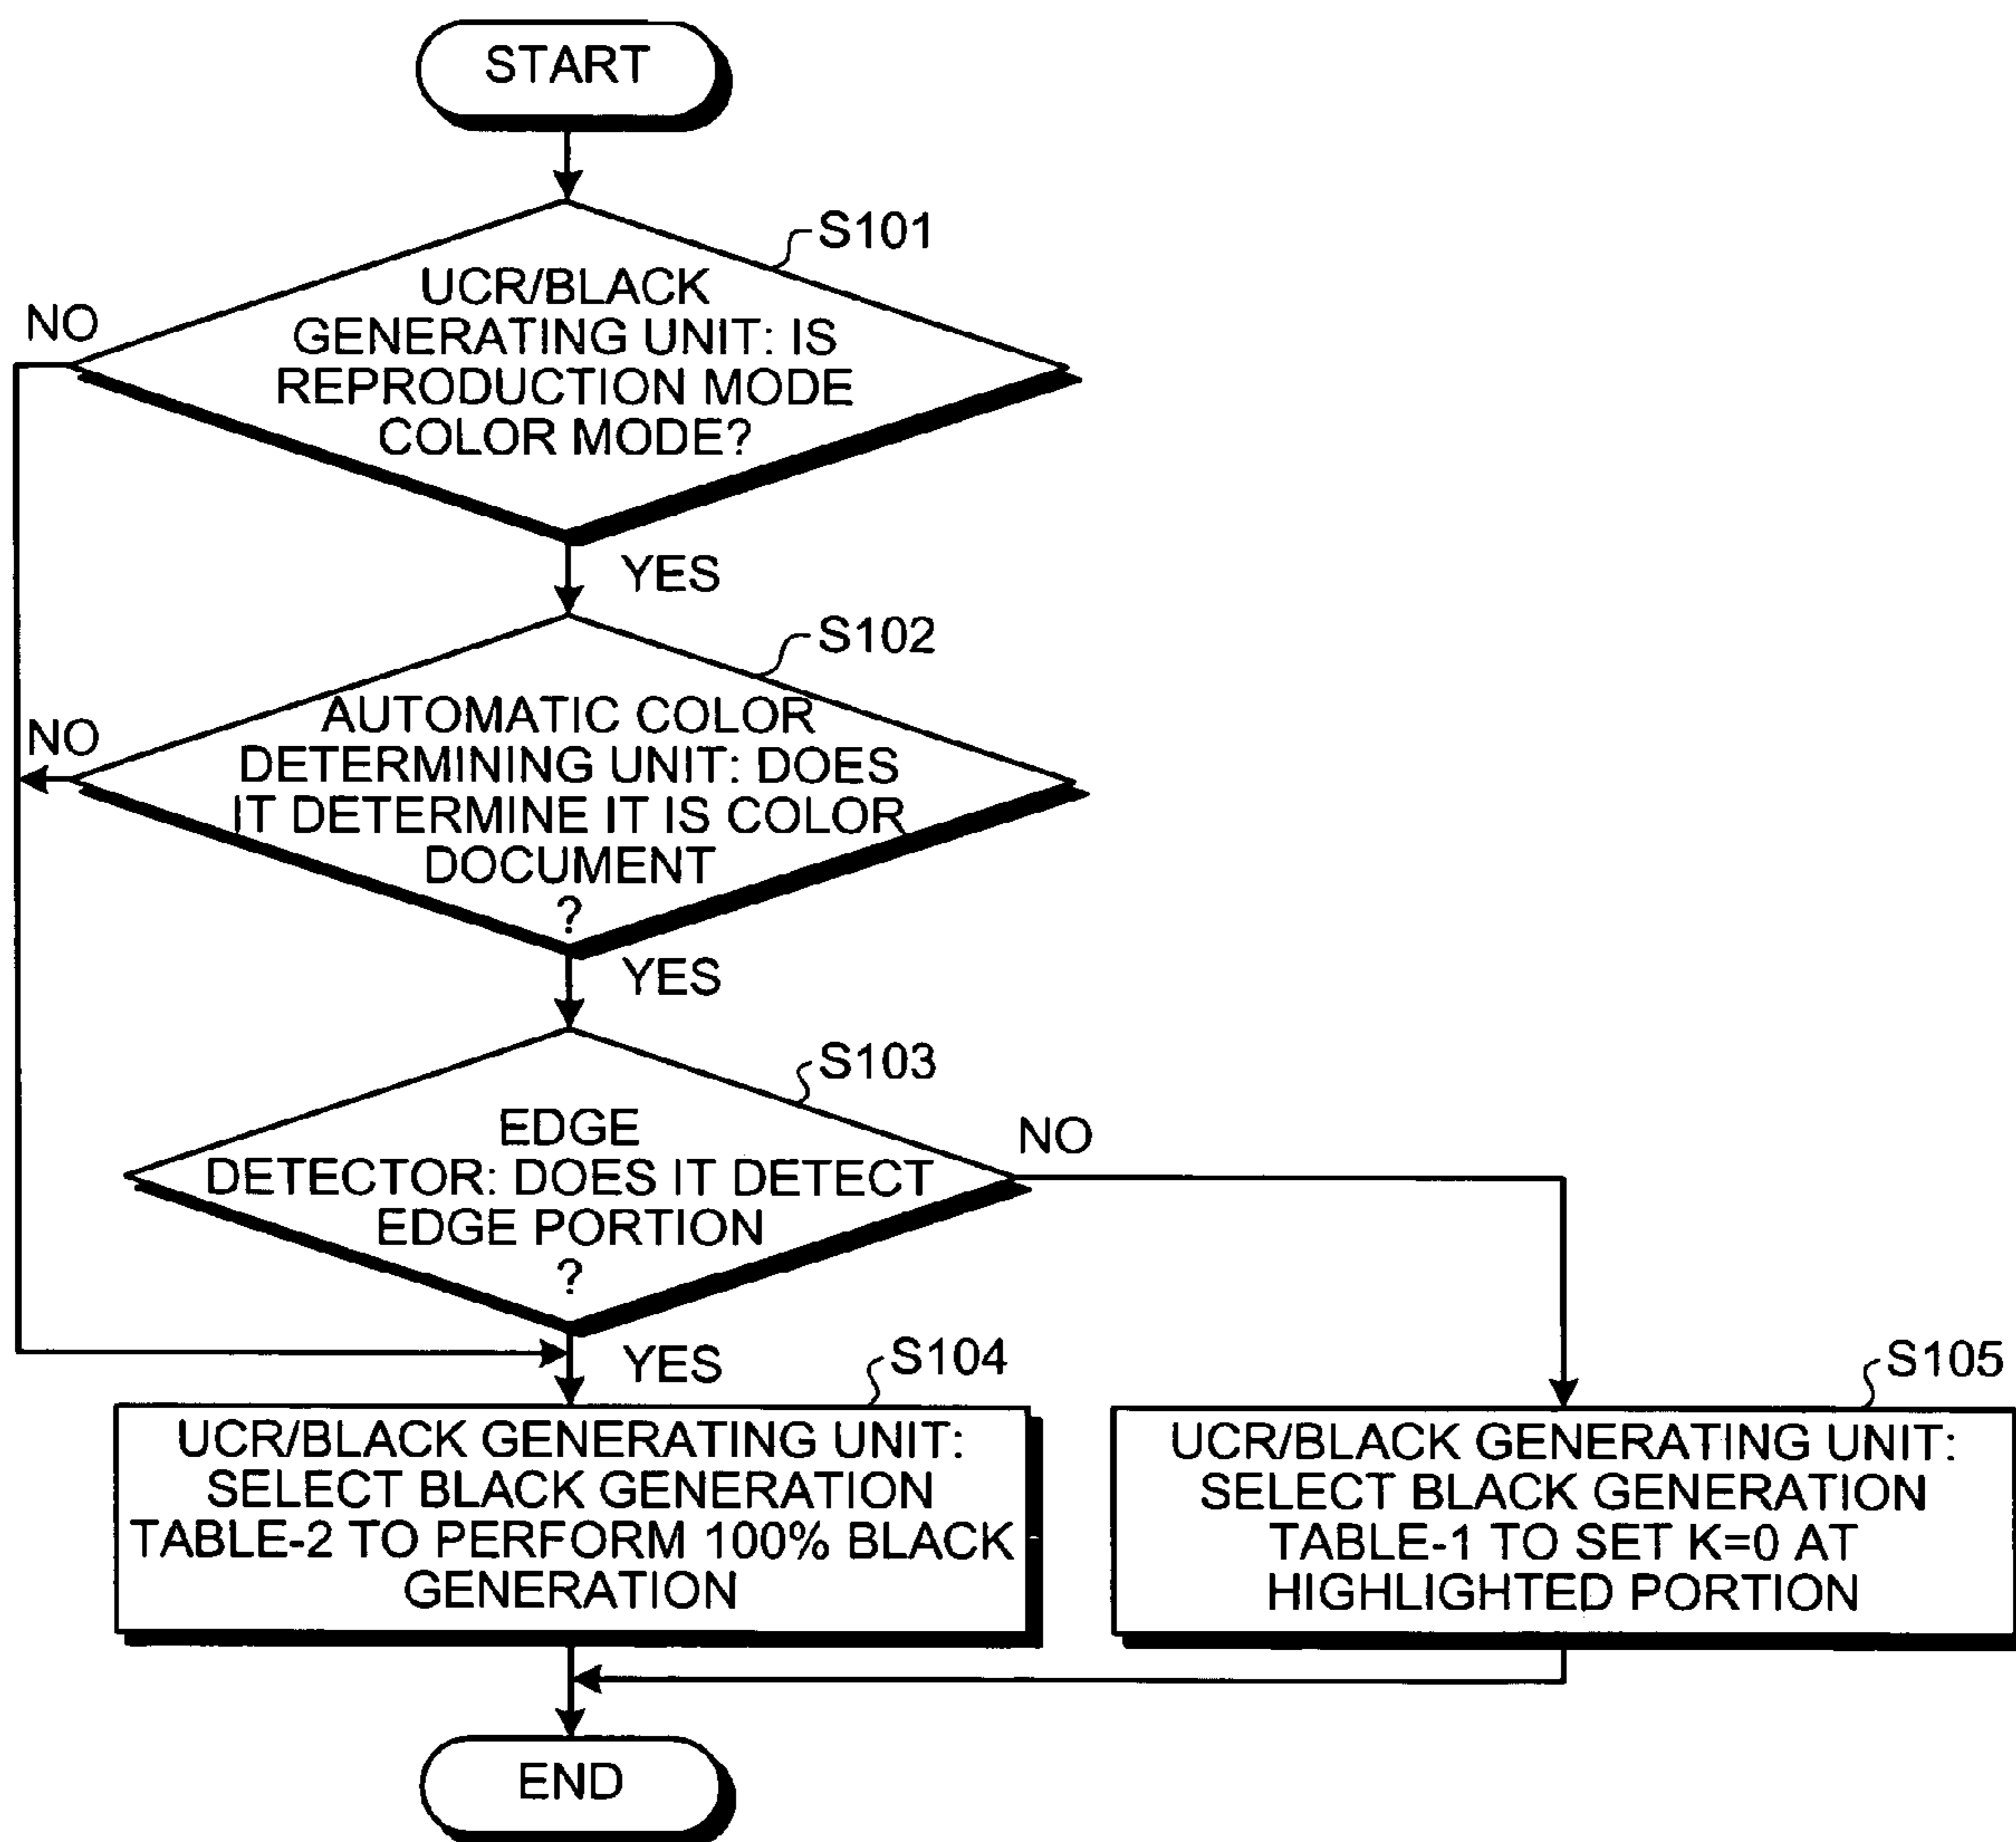 START
S101
UCR/BLACK
GENERATING UNIT: IS
REPRODUCTION MODE
COLOR MODE?
NO
YES
S102
AUTOMATIC COLOR
DETERMINING UNIT: DOES
IT DETERMINE IT IS COLOR
DOCUMENT
?
NO
YES
S103
EDGE
DETECTOR: DOES IT DETECT
EDGE PORTION
?
NO
YES
S104
UCR/BLACK GENERATING UNIT:
SELECT BLACK GENERATION
TABLE-2 TO PERFORM 100% BLACK
GENERATION
S105
UCR/BLACK GENERATING UNIT:
SELECT BLACK GENERATION
TABLE-1 TO SET K=0 AT
HIGHLIGHTED PORTION
END